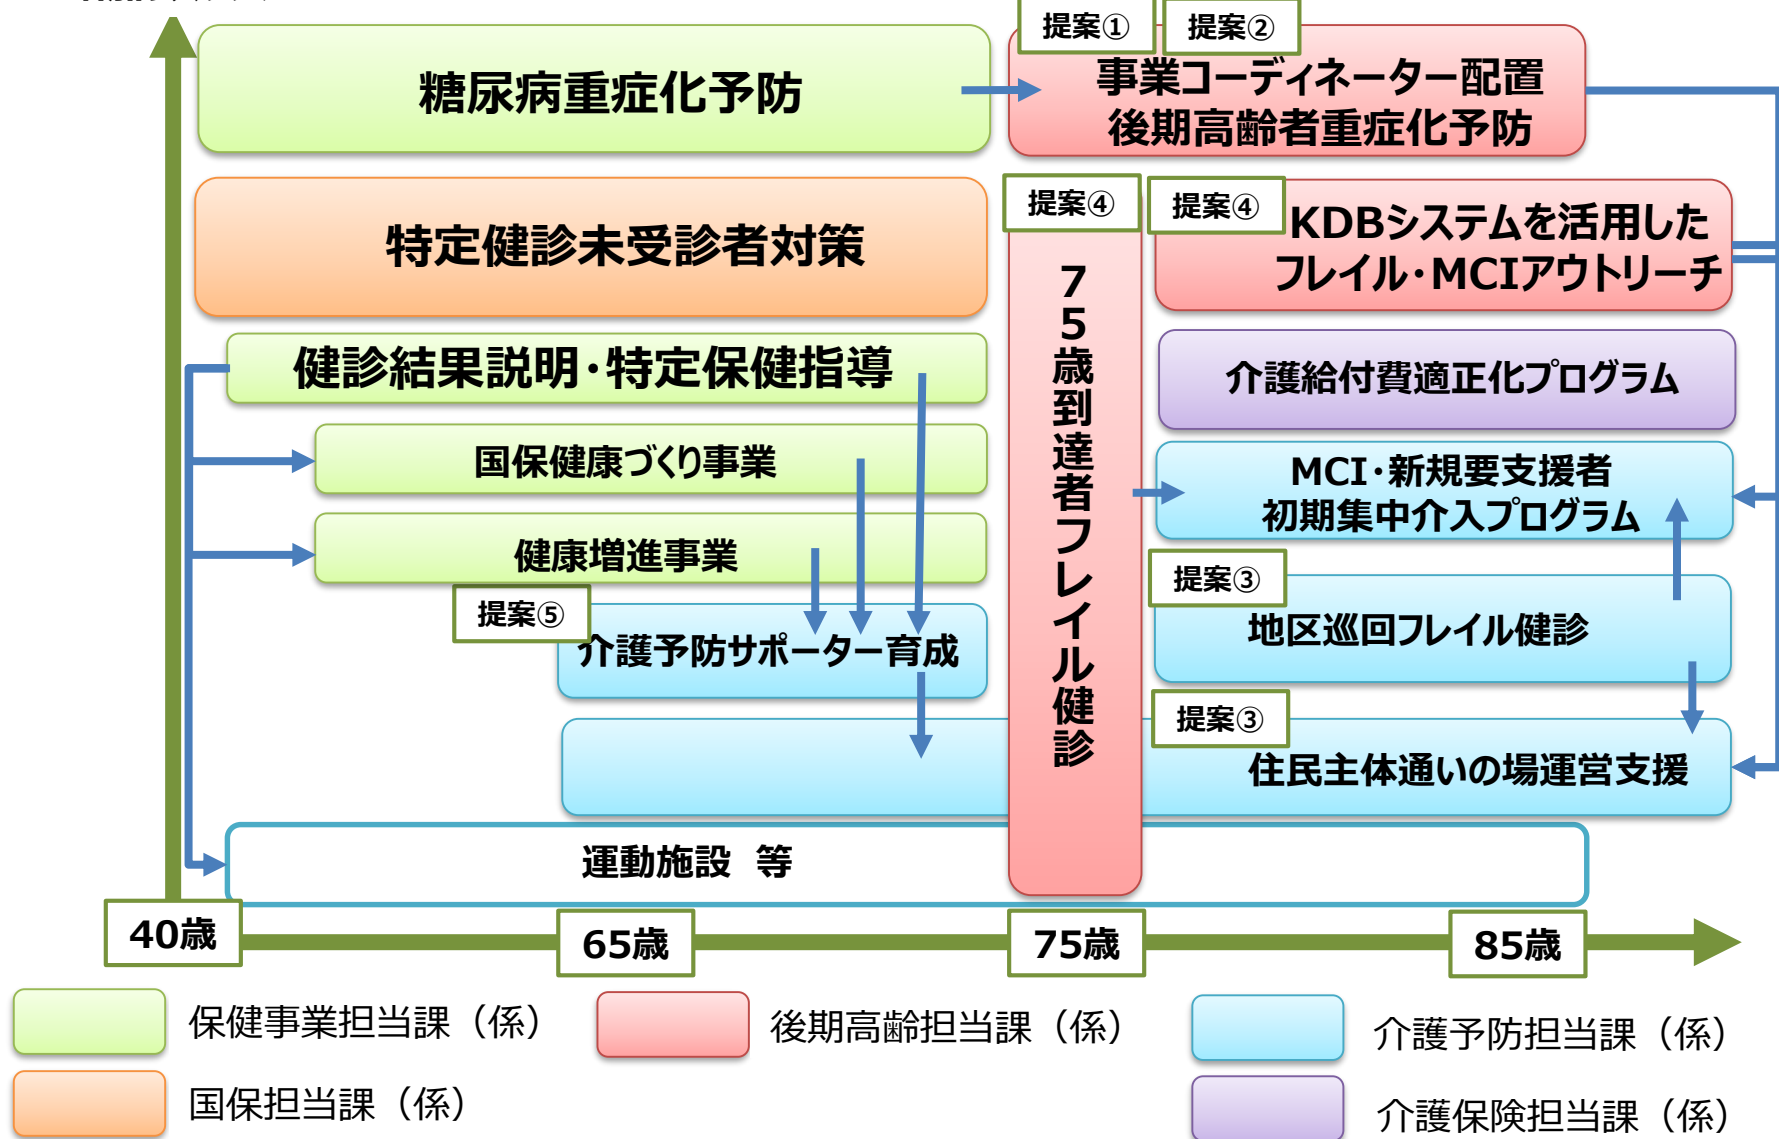 提案①
提案②
糖尿病重症化予防
事業コーディネーター配置
後期高齢者重症化予防
提案④
提案④
特定健診未受診者対策
KDBシステムを活用した
フレイル・MCIアウトリーチ
75歳到達者フレイル健診
健診結果説明・特定保健指導
介護給付費適正化プログラム
国保健康づくり事業
MCI・新規要支援者
初期集中介入プログラム
健康増進事業
提案③
地区巡回フレイル健診
提案⑤
介護予防サポーター育成
提案③
住民主体通いの場運営支援
運動施設 等
40歳
65歳
75歳
85歳
保健事業担当課（係）
後期高齢担当課（係）
介護予防担当課（係）
国保担当課（係）
介護保険担当課（係）